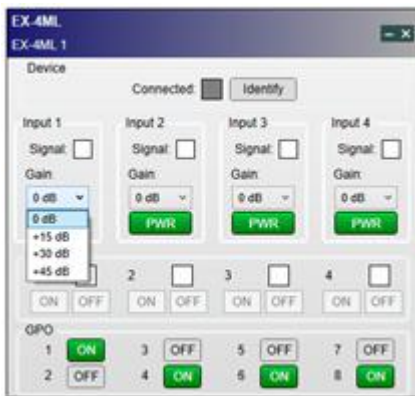 EX-4ML
EX-4ML 1
Device
Connected: Identify
Input 1 Input 2 Input 3 Input 4
Signal: Signal: Signal: Signal:
Gain Gain Gain Gain
0 dB 0 dB 0 dB 0 dB
0 dB PWR PWR PWR
+15 dB
+30 dB
+45 dB
2 3 4
ON OFF ON OFF ON OFF ON OFF
GPO
1 ON 3 OFF 5 OFF 7 OFF
2 OFF 4 ON 6 ON 8 ON